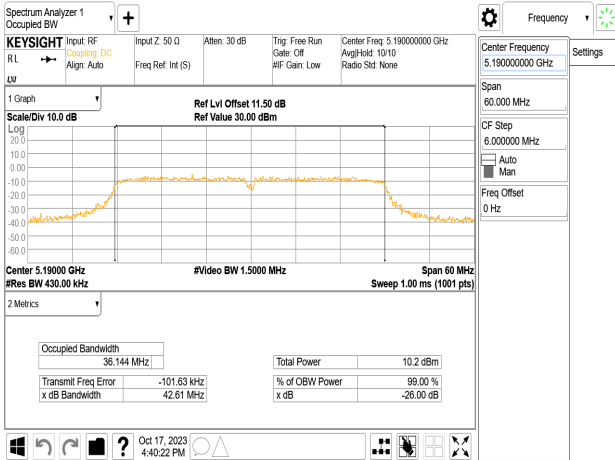 Spectrum Analyzer 1
Occupied BW
Frequency
KEYSIGHT Input: RF Input Z: 50 Ω Atten: 30 dB Trig: Free Run Center Freq: 5.190000000 GHz
RL Coupling: DC Gate: Off Avg|Hold: 10/10
Align: Auto Freq Ref: Int (S) #IF Gain: Low Radio Std: None
LXI
Center Frequency
5.190000000 GHz
Settings
Span
60.000 MHz
CF Step
6.000000 MHz
Auto
Man
Freq Offset
0 Hz
1 Graph
Ref Lvl Offset 11.50 dB
Scale/Div 10.0 dB Ref Value 30.00 dBm
Log
20.0
10.0
0.00
-10.0
-20.0
-30.0
-40.0
-50.0
-60.0
Center 5.19000 GHz #Video BW 1.5000 MHz Span 60 MHz
#Res BW 430.00 kHz Sweep 1.00 ms (1001 pts)
2 Metrics
Occupied Bandwidth
36.144 MHz Total Power 10.2 dBm
Transmit Freq Error -101.63 kHz % of OBW Power 99.00 %
x dB Bandwidth 42.61 MHz x dB -26.00 dB
? Oct 17, 2023
4:40:22 PM